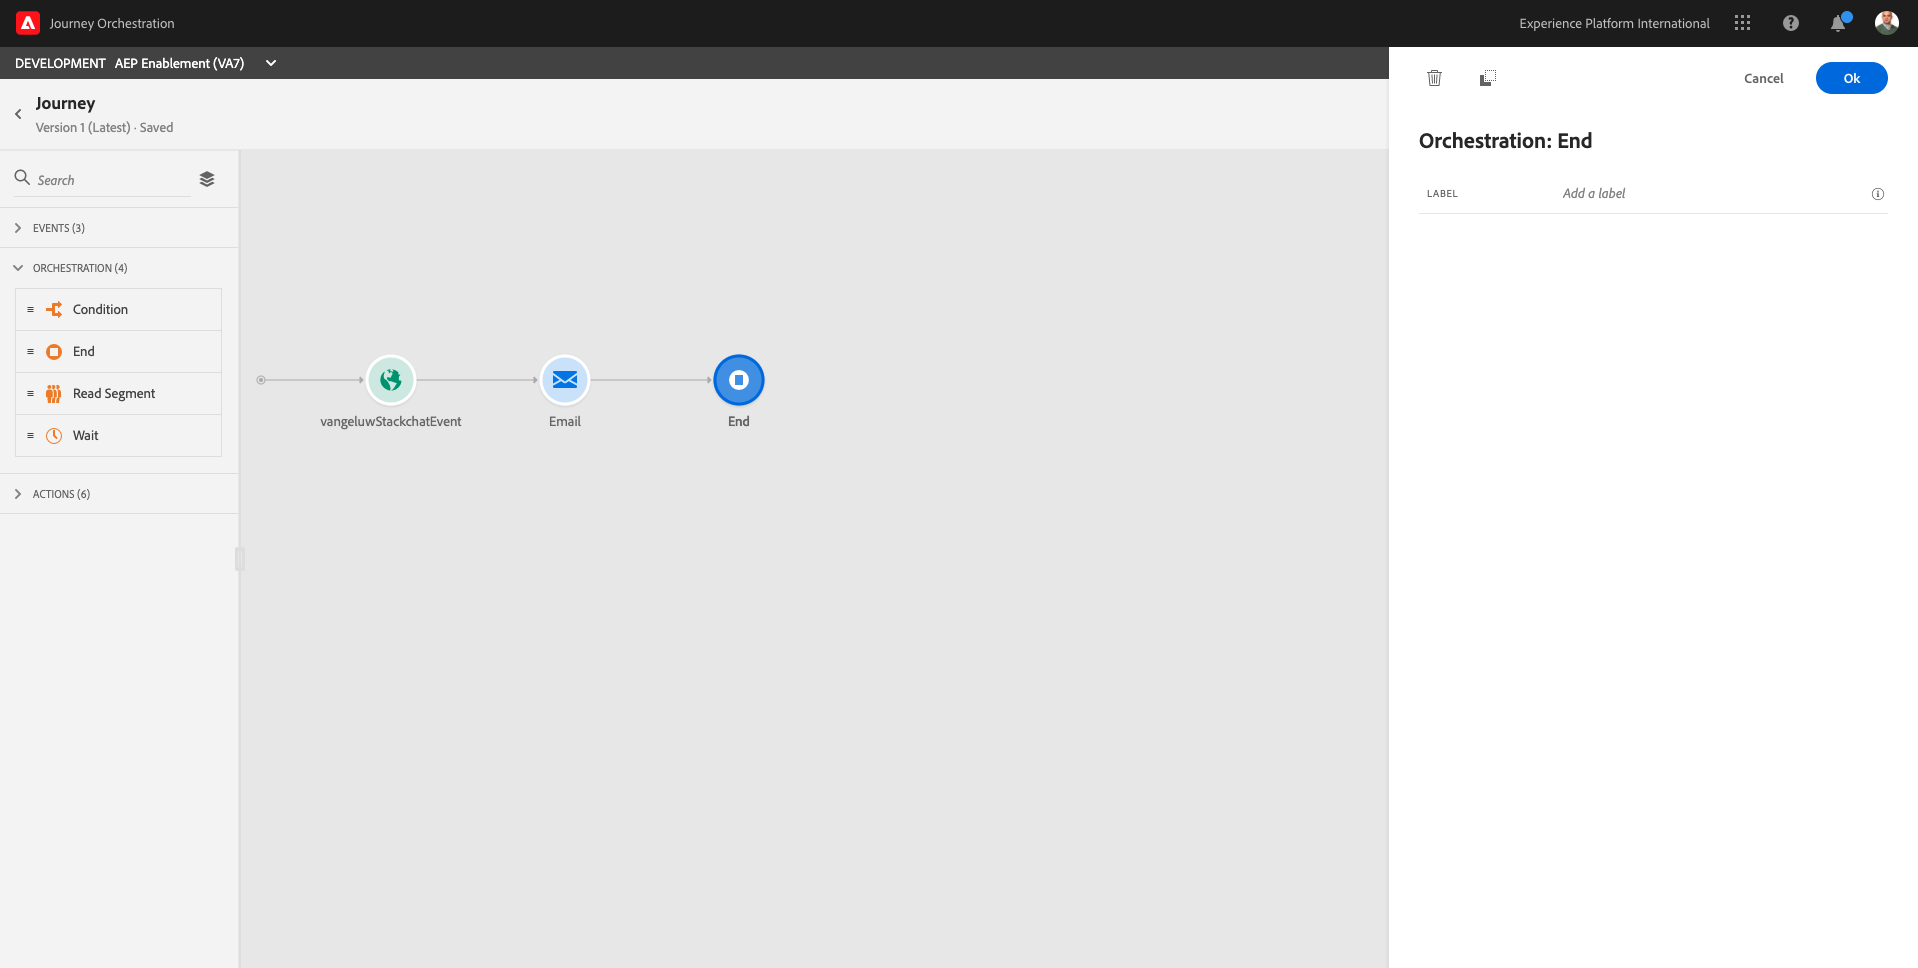 Journey Orchestration
Experience Platform International
DEVELOPMENT AEP Enablement (VA7)
Cancel
Ok
Journey
Version 1 (Latest) · Saved
Orchestration: End
Search
LABEL
Add a label
EVENTS (3)
ORCHESTRATION (4)
Condition
End
Read Segment
Wait
ACTIONS (6)
vangeluwStackchatEvent
Email
End